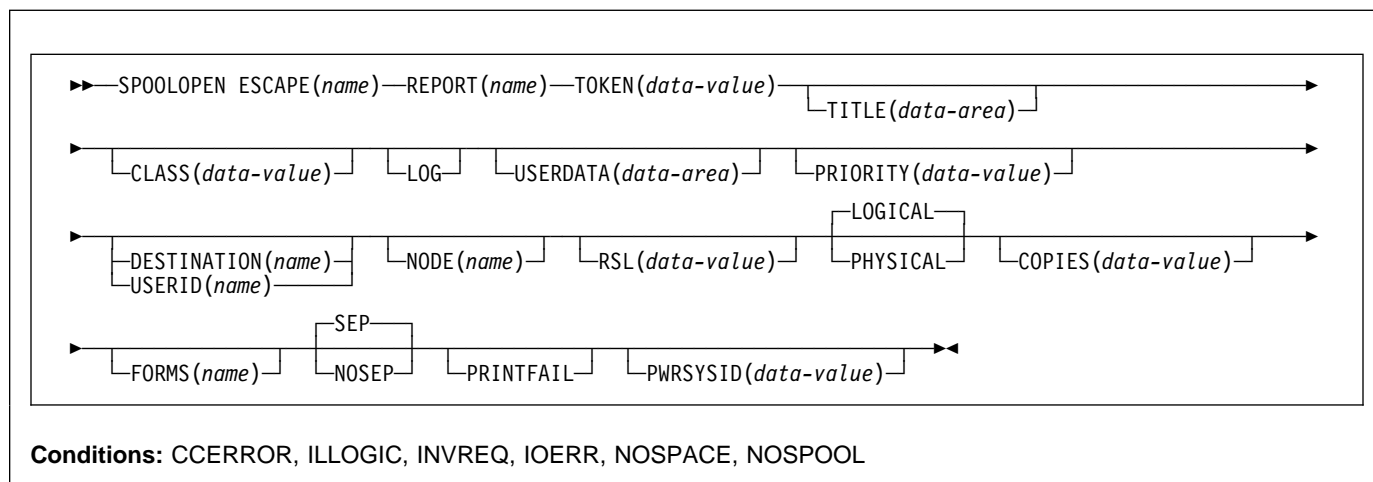 SPOOLOPEN ESCAPE(name) REPORT(name) TOKEN(data-value)
TITLE(data-area)
CLASS(data-value) LOG USERDATA(data-area) PRIORITY(data-value)
LOGICAL
DESTINATION(name) NODE(name) RSL(data-value) PHYSICAL COPIES(data-value)
USERID(name)
SEP
FORMS(name) NOSEP PRINTFAIL PWRSYSID(data-value)
Conditions: CCERROR, ILLOGIC, INVREQ, IOERR, NOSPACE, NOSPOOL